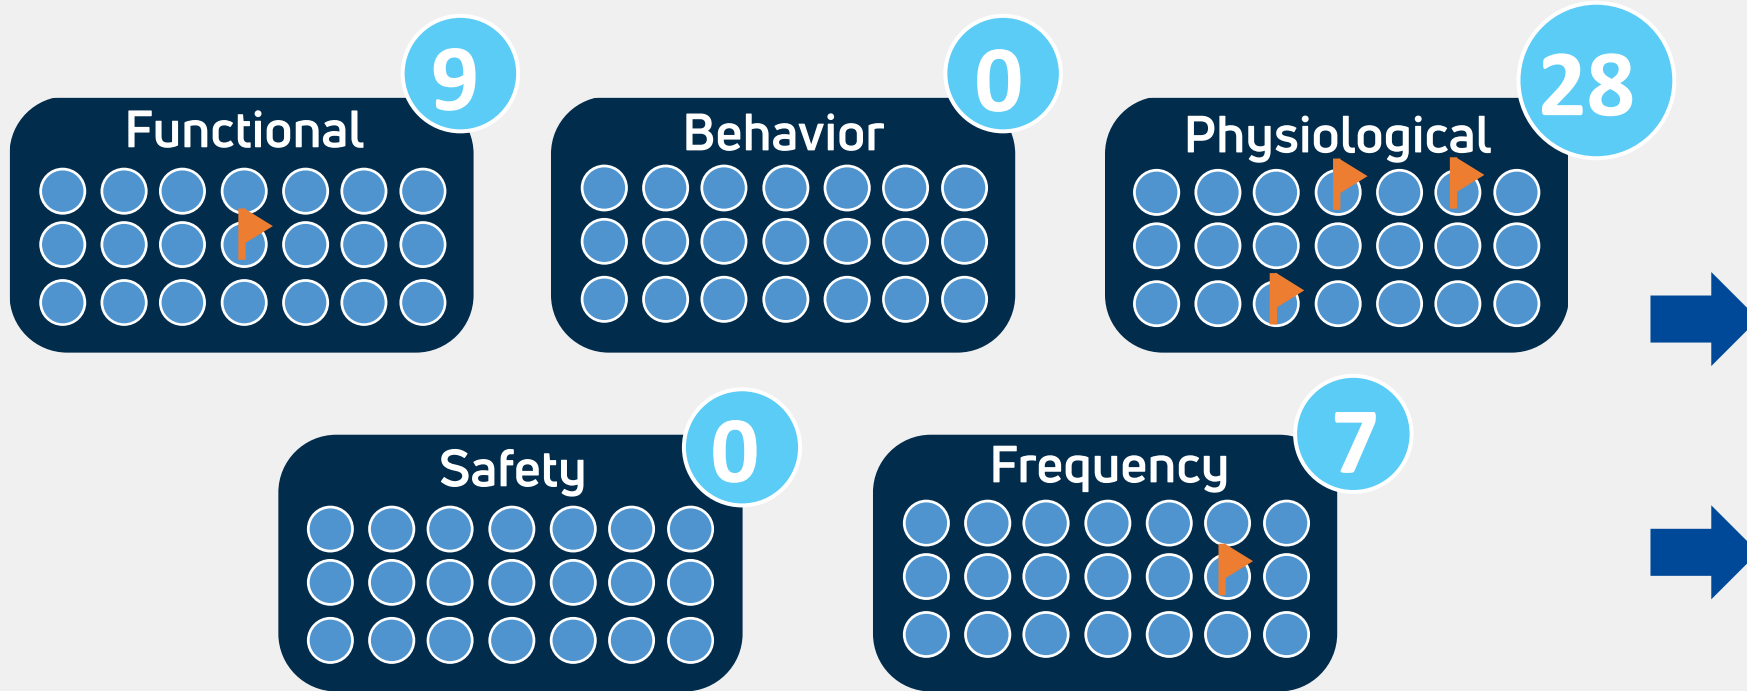 Functional
9
Behavior
0
Physiological
28
Safety
0
Frequency
7